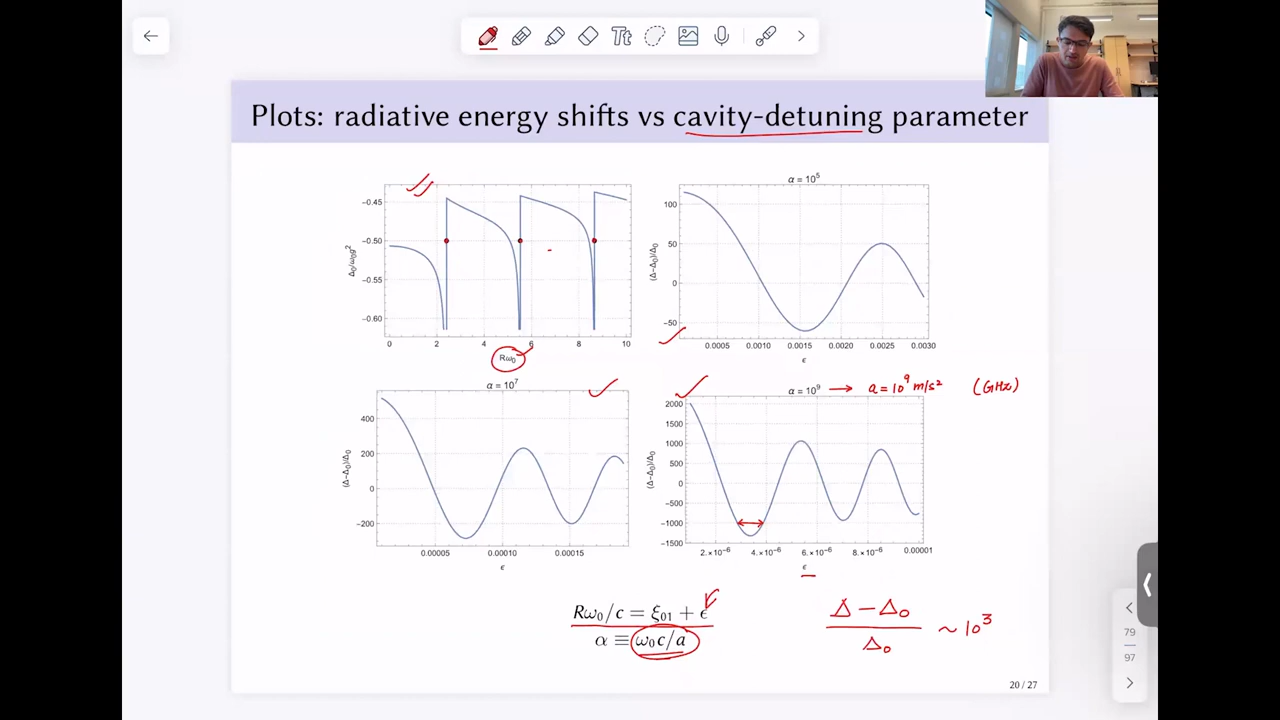 Tt
Plots: radiative energy shifts vs cavity-detuning parameter
−0.45
−0.50
−0.55
−0.60
Δ₀/ω₀g²
0 2 4 6 8 10
Rω₀
α = 10⁵
100
50
0
−50
(Δ−Δ₀)/Δ₀
0.0005 0.0010 0.0015 0.0020 0.0025 0.0030
ϵ
α = 10⁷
400
200
0
−200
(Δ−Δ₀)/Δ₀
0.00005 0.00010 0.00015
ϵ
α = 10⁹ → a = 10⁹ m/s² (GHz)
2000
1500
1000
500
0
−500
−1000
−1500
(Δ−Δ₀)/Δ₀
2.×10⁻⁶ 4.×10⁻⁶ 6.×10⁻⁶ 8.×10⁻⁶ 0.00001
ϵ
Rω₀/c = ξ₀₁ + ϵ
α ≡ ω₀c/a
Δ − Δ₀
Δ₀
~ 10³
20 / 27
79
97